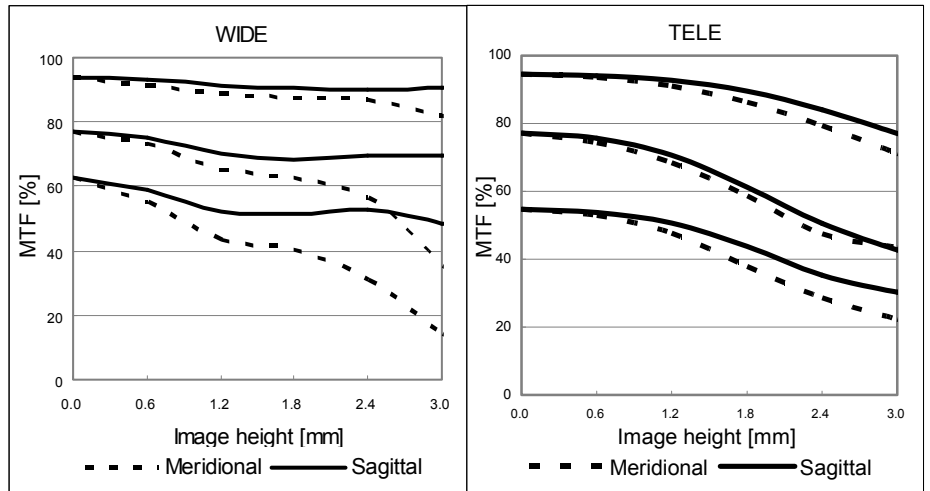 WIDE
MTF [%]
100
80
60
40
20
0
0.0 0.6 1.2 1.8 2.4 3.0
Image height [mm]
Meridional Sagittal
TELE
MTF [%]
100
80
60
40
20
0
0.0 0.6 1.2 1.8 2.4 3.0
Image height [mm]
Meridional Sagittal